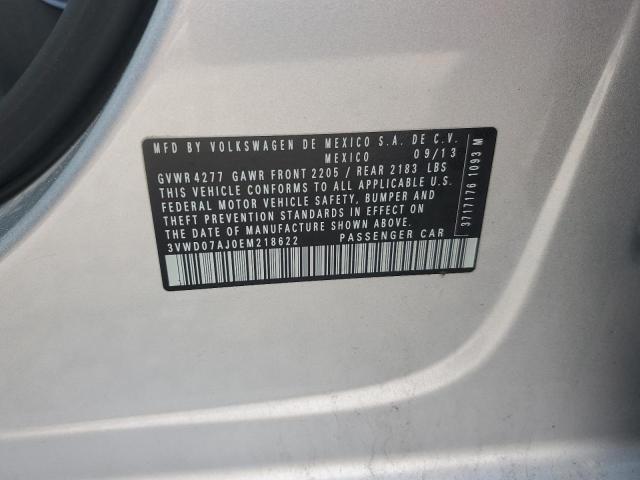 MFD BY VOLKSWAGEN DE MEXICO S.A. DE C.V.
MEXICO 09/13
GVWR 4277 GAWR FRONT 2205 / REAR 2183 LBS
THIS VEHICLE CONFORMS TO ALL APPLICABLE U.S.
FEDERAL MOTOR VEHICLE SAFETY, BUMPER AND
THEFT PREVENTION STANDARDS IN EFFECT ON
THE DATE OF MANUFACTURE SHOWN ABOVE.
3VWD07AJ0EM218622 PASSENGER CAR
3717176 1093 M